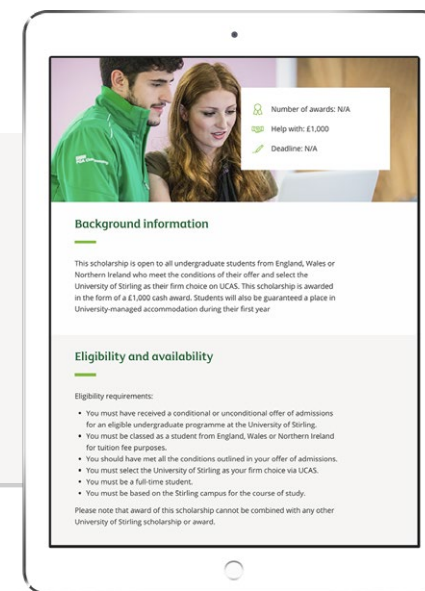 Number of awards: N/A
Help with: £1,000
Deadline: N/A
Background information
This scholarship is open to all undergraduate students from England, Wales or
Northern Ireland who meet the conditions of their offer and select the
University of Stirling as their firm choice on UCAS. This scholarship is awarded
in the form of a £1,000 cash award. Students will also be guaranteed a place in
University-managed accommodation during their first year
Eligibility and availability
Eligibility requirements:
• You must have received a conditional or unconditional offer of admissions
for an eligible undergraduate programme at the University of Stirling.
• You must be classed as a student from England, Wales or Northern Ireland
for tuition fee purposes.
• You should have met all the conditions outlined in your offer of admissions.
• You must select the University of Stirling as your firm choice via UCAS.
• You must be a full-time student.
• You must be based on the Stirling campus for the course of study.
Please note that award of this scholarship cannot be combined with any other
University of Stirling scholarship or award.